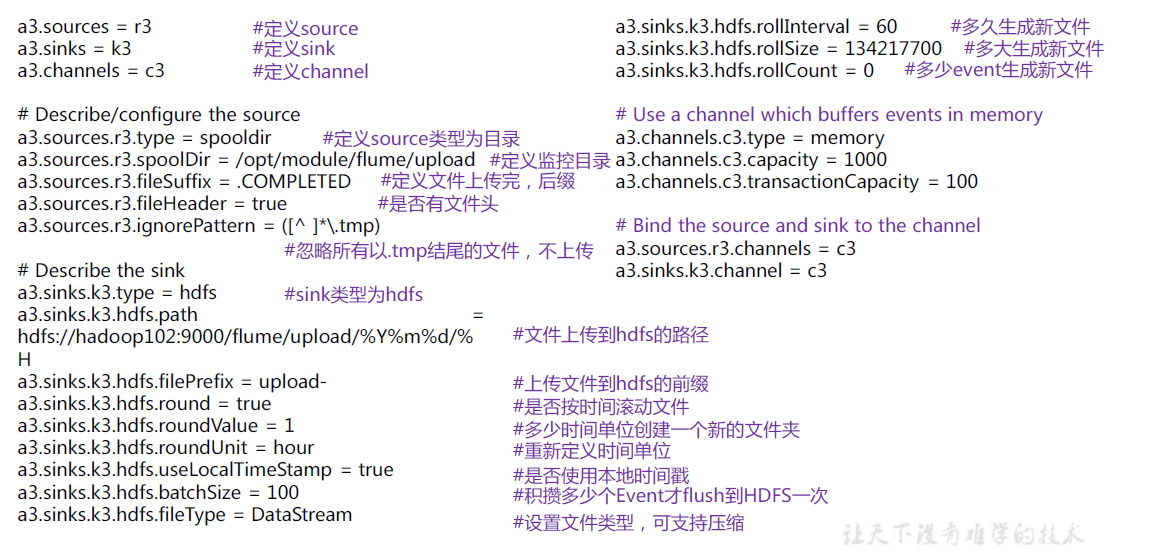 a3.sources = r3 #定义source
a3.sinks = k3 #定义sink
a3.channels = c3 #定义channel
# Describe/configure the source
a3.sources.r3.type = spooldir #定义source类型为目录
a3.sources.r3.spoolDir = /opt/module/flume/upload #定义监控目录
a3.sources.r3.fileSuffix = .COMPLETED #定义文件上传完，后缀
a3.sources.r3.fileHeader = true #是否有文件头
a3.sources.r3.ignorePattern = ([^ ]*\.tmp)
#忽略所有以.tmp结尾的文件，不上传
# Describe the sink
a3.sinks.k3.type = hdfs #sink类型为hdfs
a3.sinks.k3.hdfs.path =
hdfs://hadoop102:9000/flume/upload/%Y%m%d/% #文件上传到hdfs的路径
H
a3.sinks.k3.hdfs.filePrefix = upload- #上传文件到hdfs的前缀
a3.sinks.k3.hdfs.round = true #是否按时间滚动文件
a3.sinks.k3.hdfs.roundValue = 1 #多少时间单位创建一个新的文件夹
a3.sinks.k3.hdfs.roundUnit = hour #重新定义时间单位
a3.sinks.k3.hdfs.useLocalTimeStamp = true #是否使用本地时间戳
a3.sinks.k3.hdfs.batchSize = 100 #积攒多少个Event才flush到HDFS一次
a3.sinks.k3.hdfs.fileType = DataStream #设置文件类型，可支持压缩
a3.sinks.k3.hdfs.rollInterval = 60 #多久生成新文件
a3.sinks.k3.hdfs.rollSize = 134217700 #多大生成新文件
a3.sinks.k3.hdfs.rollCount = 0 #多少event生成新文件
# Use a channel which buffers events in memory
a3.channels.c3.type = memory
a3.channels.c3.capacity = 1000
a3.channels.c3.transactionCapacity = 100
# Bind the source and sink to the channel
a3.sources.r3.channels = c3
a3.sinks.k3.channel = c3
让天下没有难学的技术